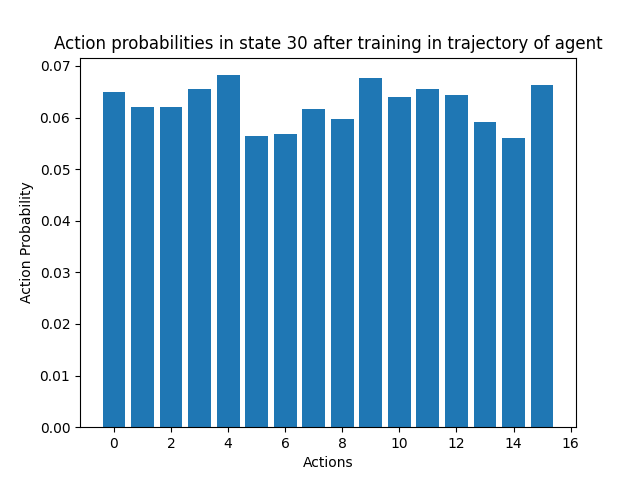 Action probabilities in state 30 after training in trajectory of agent
0.07
0.06
0.05
0.04
0.03
0.02
0.01
0.00
Action Probability
0 2 4 6 8 10 12 14 16
Actions